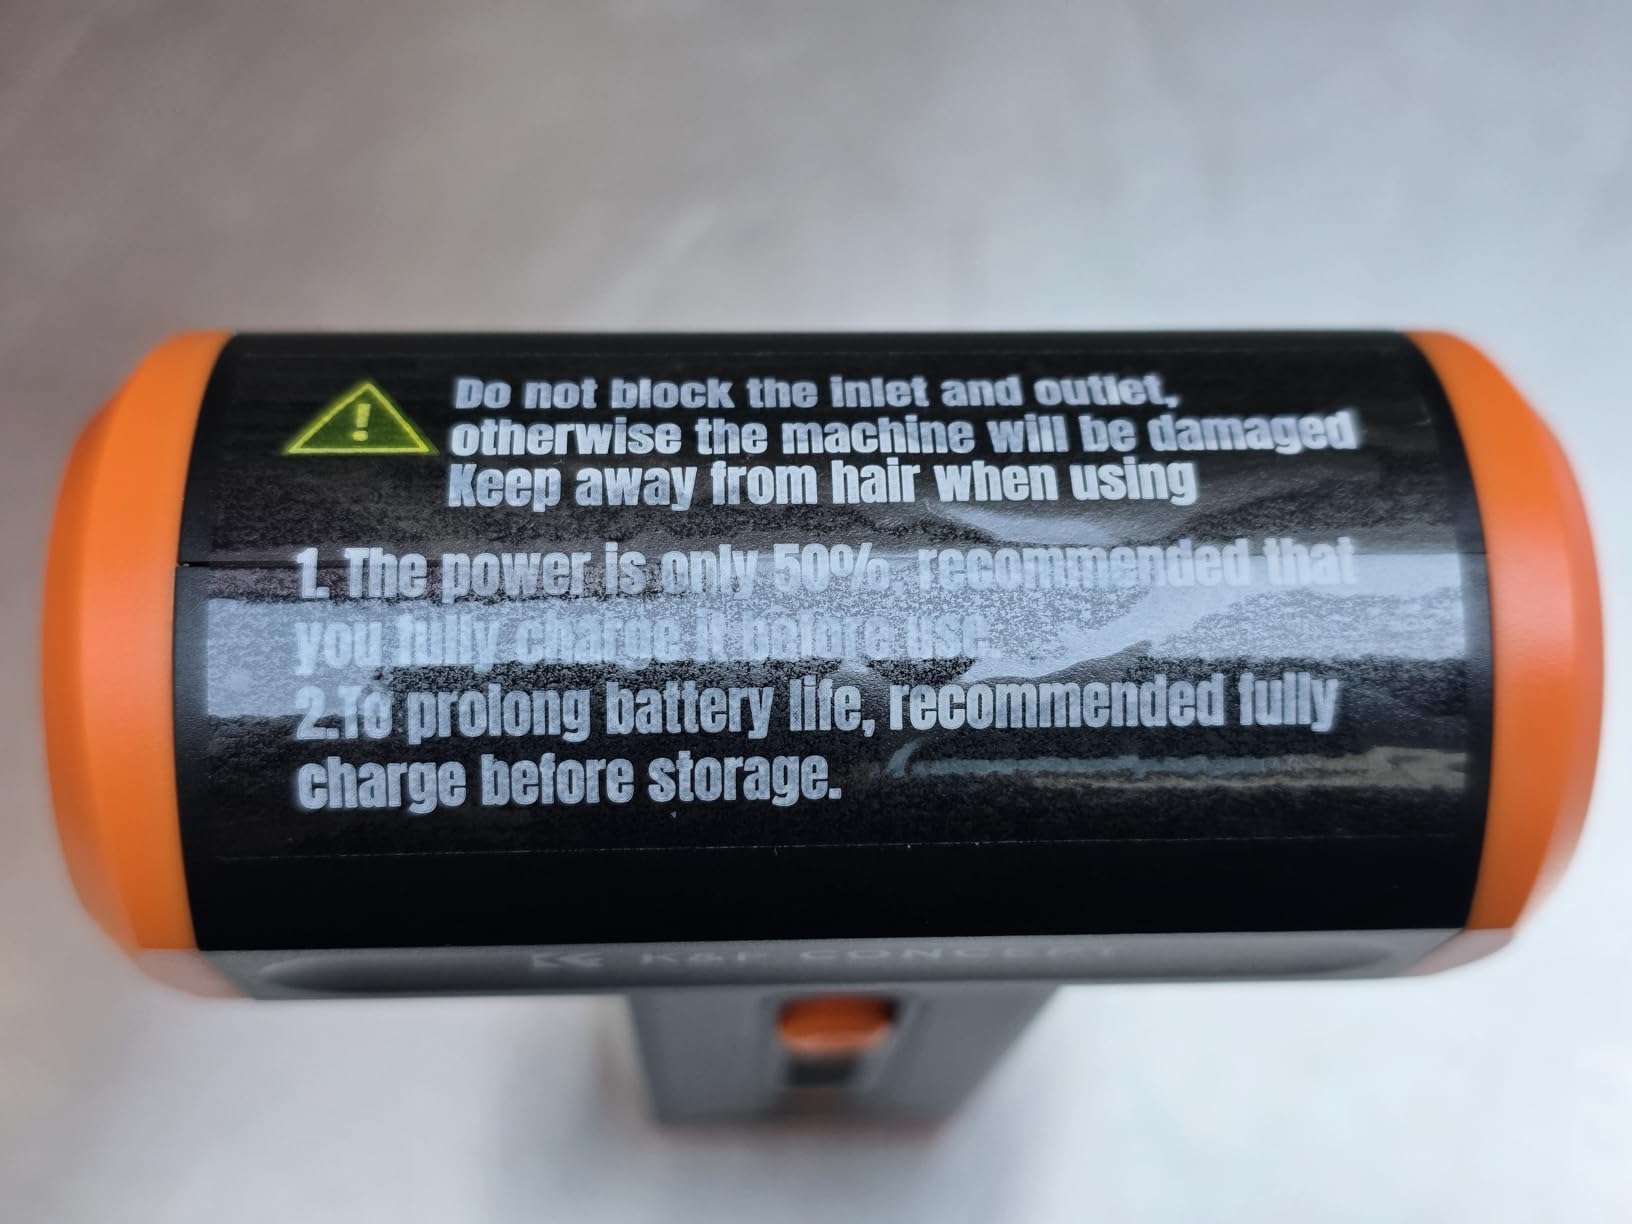 Do not block the inlet and outlet,
otherwise the machine will be damaged
Keep away from hair when using
1. The power is only 50%, recommended that
you fully charge it before use.
2.To prolong battery life, recommended fully
charge before storage.
K&F CONCEPT